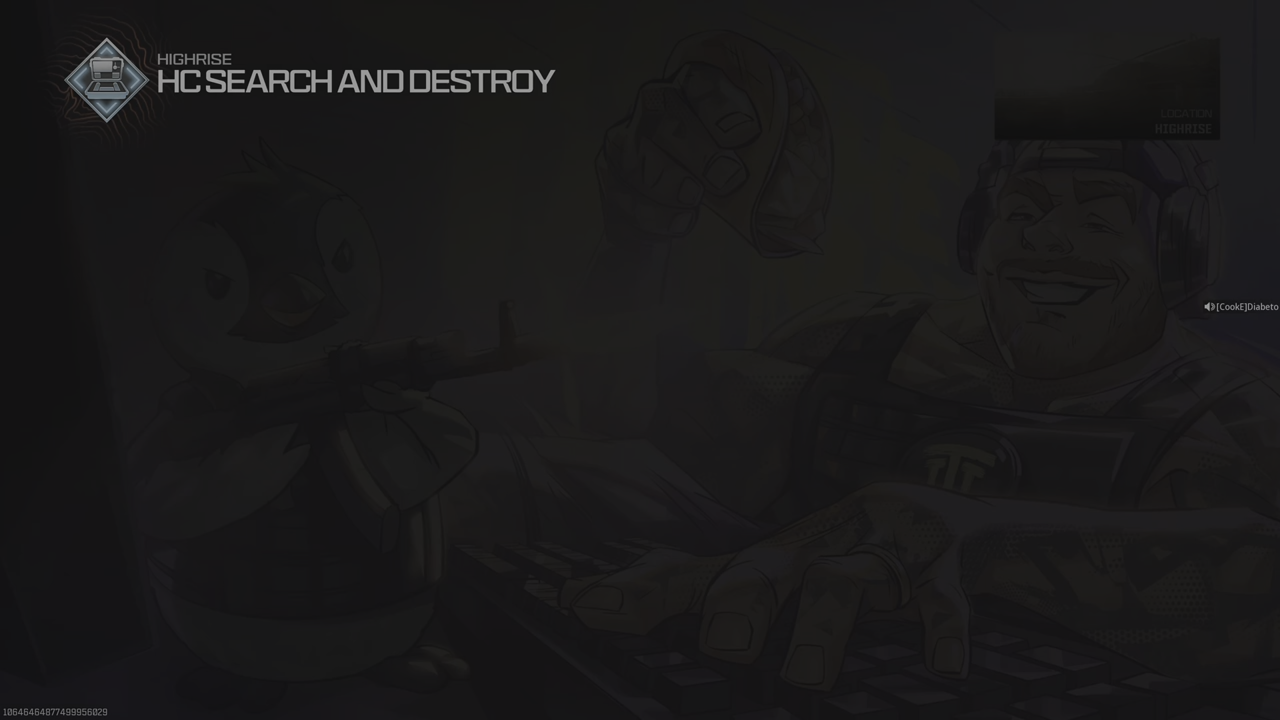 HIGHRISE
HC SEARCH AND DESTROY
LOCATION
HIGHRISE
[CookE]Diabeto
10646464877499956029